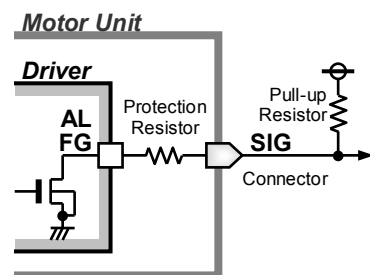 Motor Unit
Driver
AL
FG
Protection
Resistor
SIG
Connector
Pull-up
Resistor